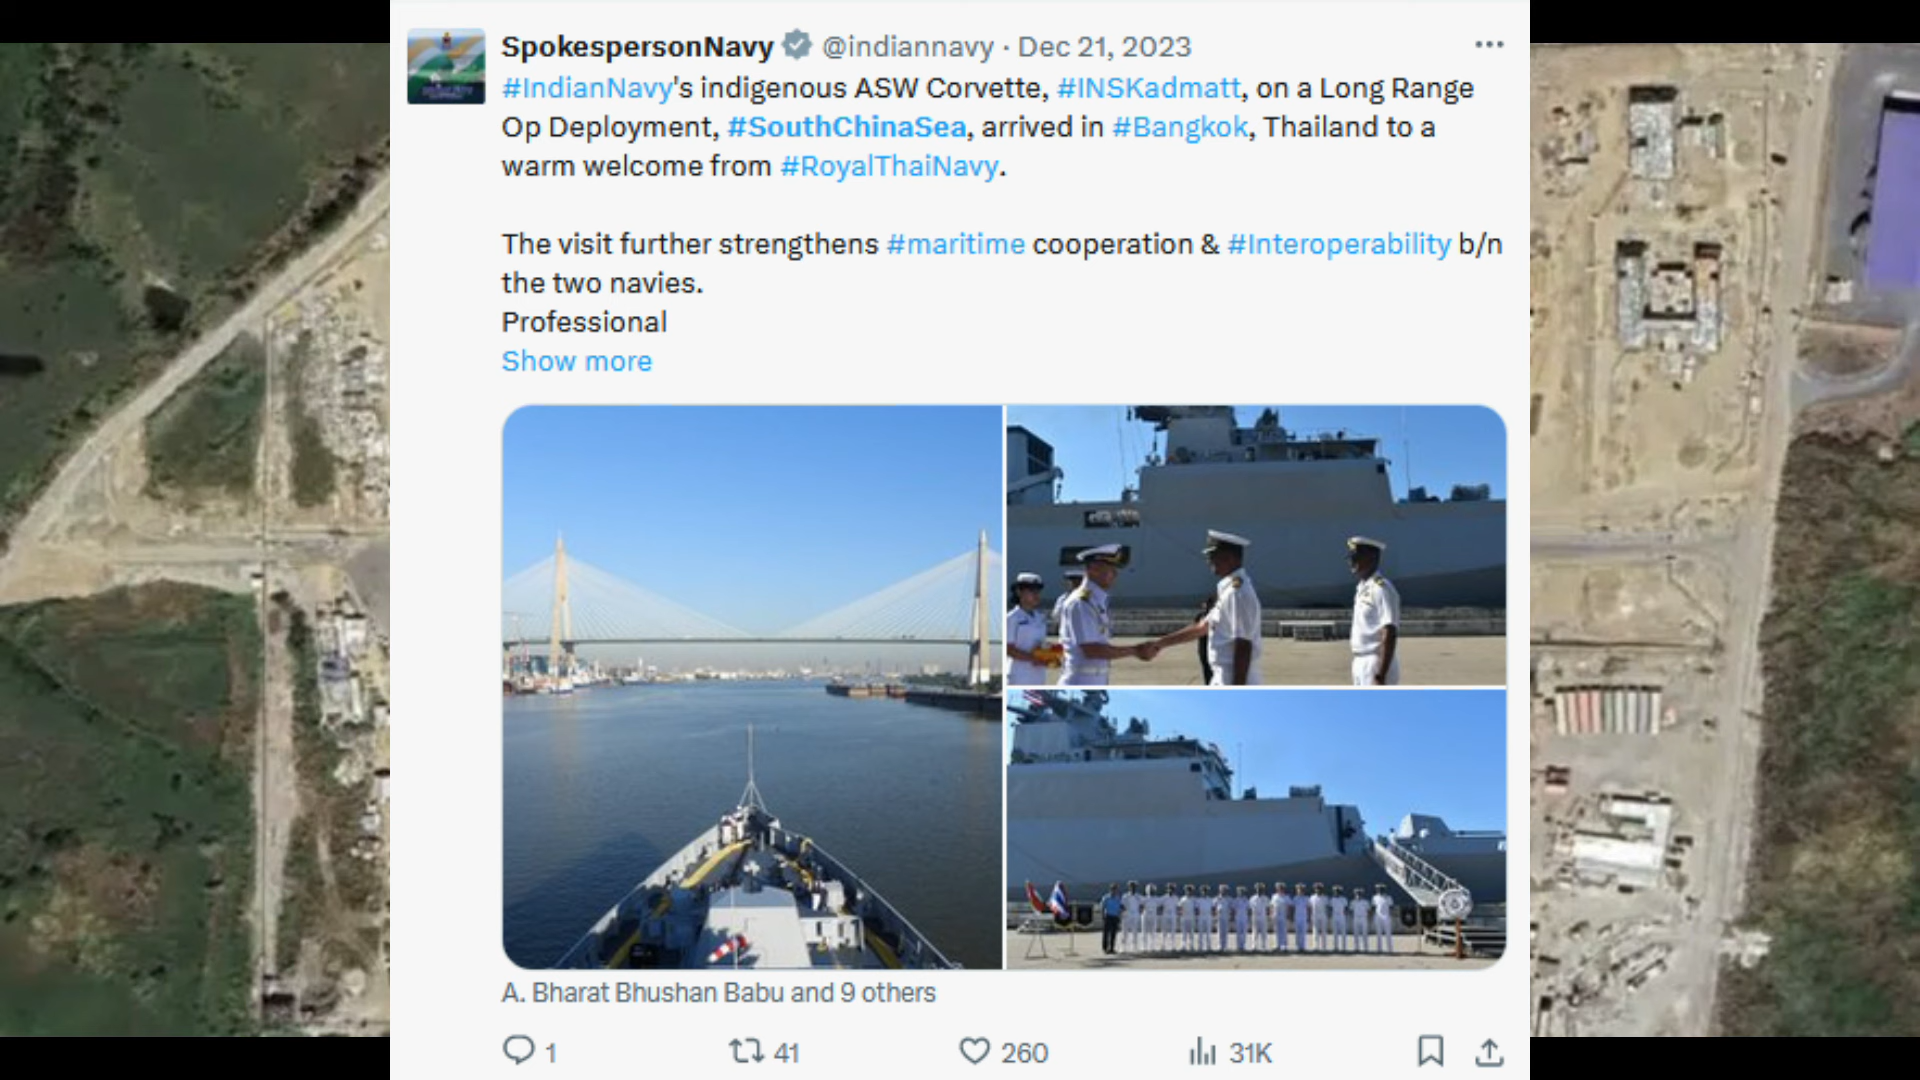 SpokespersonNavy @indiannavy · Dec 21, 2023
#IndianNavy's indigenous ASW Corvette, #INSKadmatt, on a Long Range
Op Deployment, #SouthChinaSea, arrived in #Bangkok, Thailand to a
warm welcome from #RoyalThaiNavy.
The visit further strengthens #maritime cooperation & #Interoperability b/n
the two navies.
Professional
Show more
A. Bharat Bhushan Babu and 9 others
1 41 260 31K